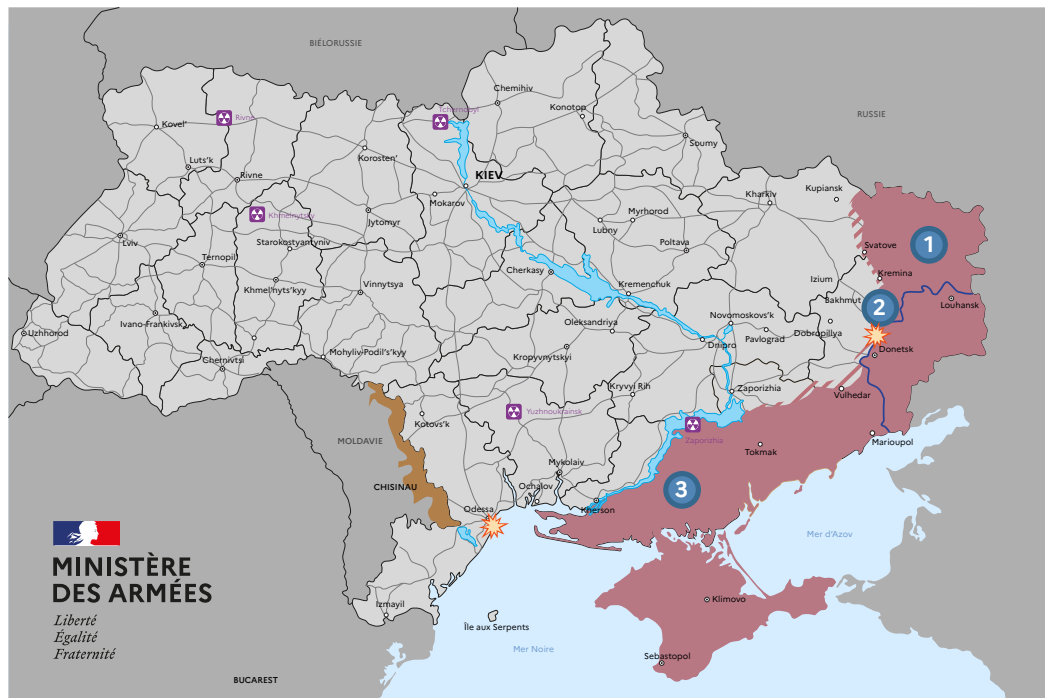 BIÉLORUSSIE
RUSSIE
Chemihiv
Konotop
Tchernobyl
Rivne
Kovel'
Soumy
Korosten'
Luts'k
Rivne
KIEV
Kharkiv
Kupiansk
Mokarov
Khmelnytsky
Jytomyr
Myrhorod
Lubny
Lviv
Starokostyantyniv
Poltava
Svatove
1
Ternopil
Cherkasy
Izium
Kremina
Khmel'nyts'kyy
Vinnytsya
Kremenchuk
Bakhmut
2
Louhansk
Ivano-Frankivsk
Oleksandriya
Novomoskovs'k
Uzhhorod
Pavlograd
Dobropillya
Dnipro
Donetsk
Mohyliv-Podil's'kyy
Kropyvnytskyi
Chernivtsi
Kryvyi Rih
Zaporizhia
Vulhedar
Yuzhnoukrainsk
Kotovs'k
MOLDAVIE
Zaporizhia
Marioupol
Tokmak
Mykolaiv
CHISINAU
Ochalov
3
Odessa
Kherson
Mer d'Azov
MINISTÈRE
DES ARMÉES
Liberté
Égalité
Fraternité
Izmayil
Klimovo
Île aux Serpents
Mer Noire
Sebastopol
BUCAREST